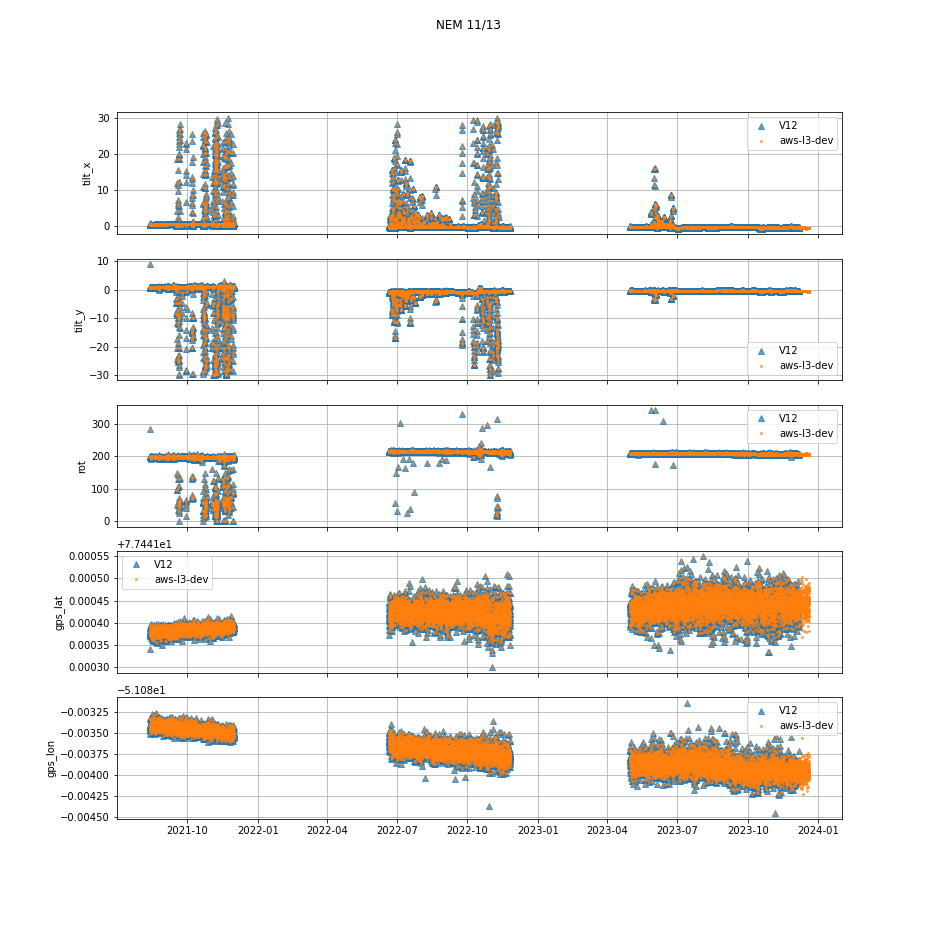 NEM 11/13
30
20
10
0
tilt_x
V12
aws-l3-dev
10
0
−10
−20
−30
tilt_y
V12
aws-l3-dev
300
200
100
0
rot
V12
aws-l3-dev
+7.7441e1
0.00055
0.00050
0.00045
0.00040
0.00035
0.00030
gps_lat
V12
aws-l3-dev
−5.108e1
−0.00325
−0.00350
−0.00375
−0.00400
−0.00425
−0.00450
gps_lon
V12
aws-l3-dev
2021-10 2022-01 2022-04 2022-07 2022-10 2023-01 2023-04 2023-07 2023-10 2024-01